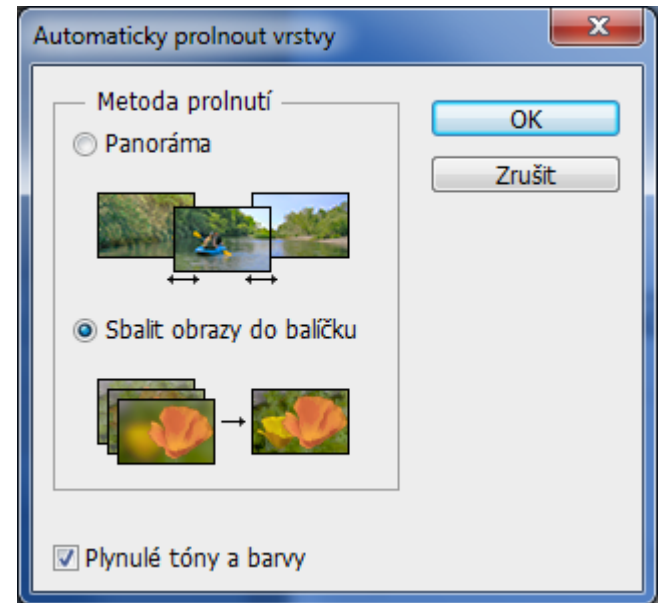 Automaticky prolnout vrstvy
Metoda prolnutí
Panoráma
Sbalit obrazy do balíčku
Plynulé tóny a barvy
OK
Zrušit